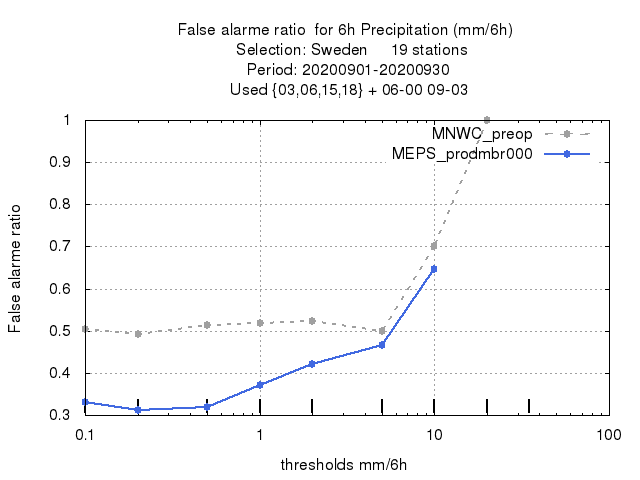 False alarme ratio  for 6h Precipitation (mm/6h)
Selection: Sweden     19 stations
Period: 20200901-20200930
Used {03,06,15,18} + 06-00 09-03
MNWC_preop
MEPS_prodmbr000
False alarme ratio
1
0.9
0.8
0.7
0.6
0.5
0.4
0.3
0.1 1 10 100
thresholds mm/6h